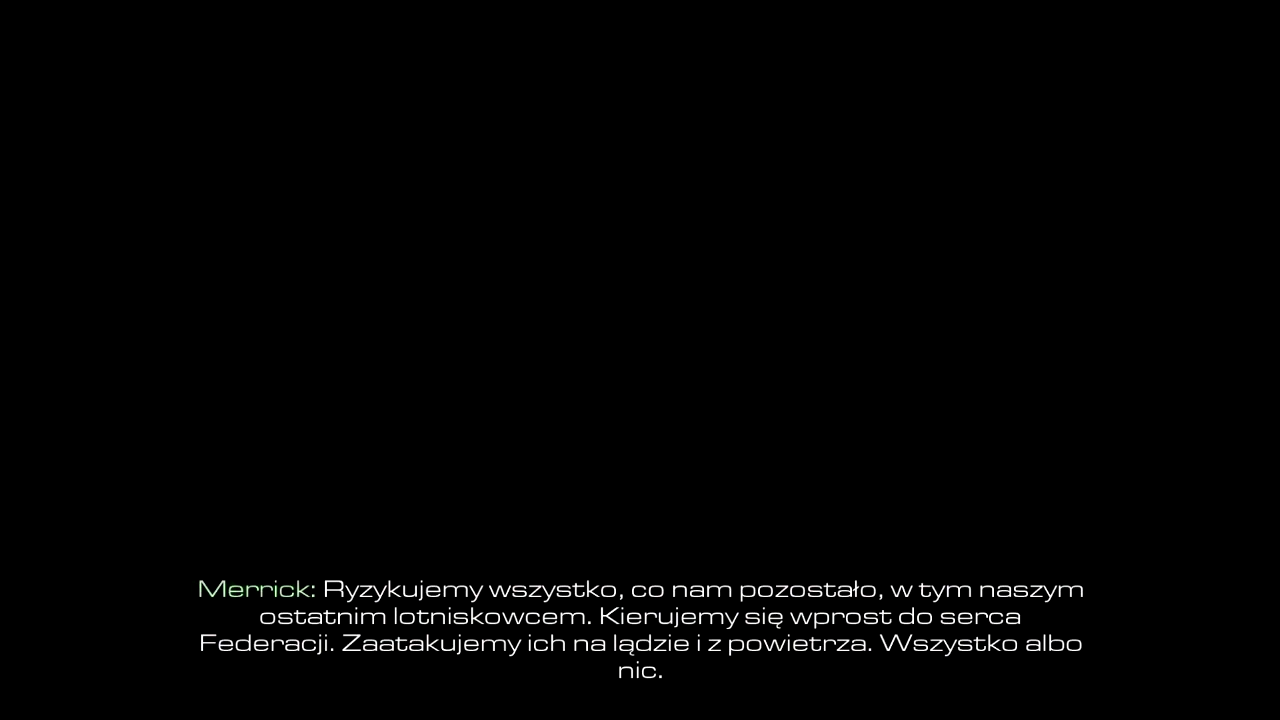 Merrick: Ryzykujemy wszystko, co nam pozostało, w tym naszym
ostatnim lotniskowcem. Kierujemy się wprost do serca
Federacji. Zaatakujemy ich na lądzie i z powietrza. Wszystko albo
nic.